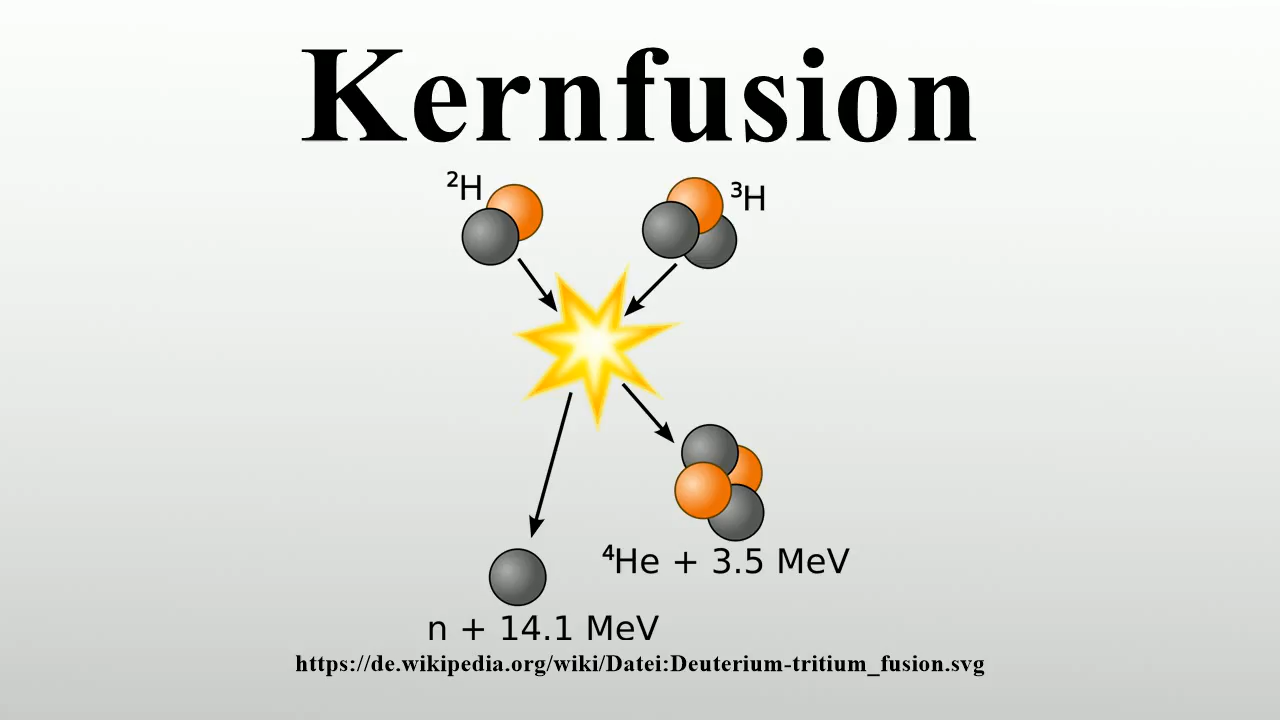 Kernfusion
²H
³H
⁴He + 3.5 MeV
n + 14.1 MeV
https://de.wikipedia.org/wiki/Datei:Deuterium-tritium_fusion.svg